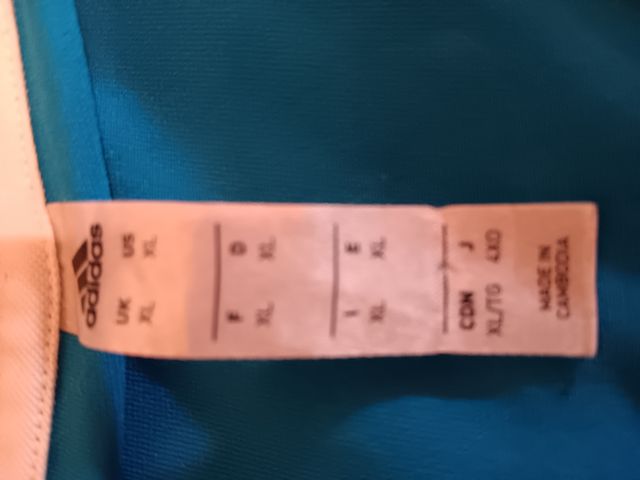 adidas
UK US
XL XL
F D
XL XL
I E
XL XL
CDN J
XL/TG 4XO
MADE IN
CAMBODIA